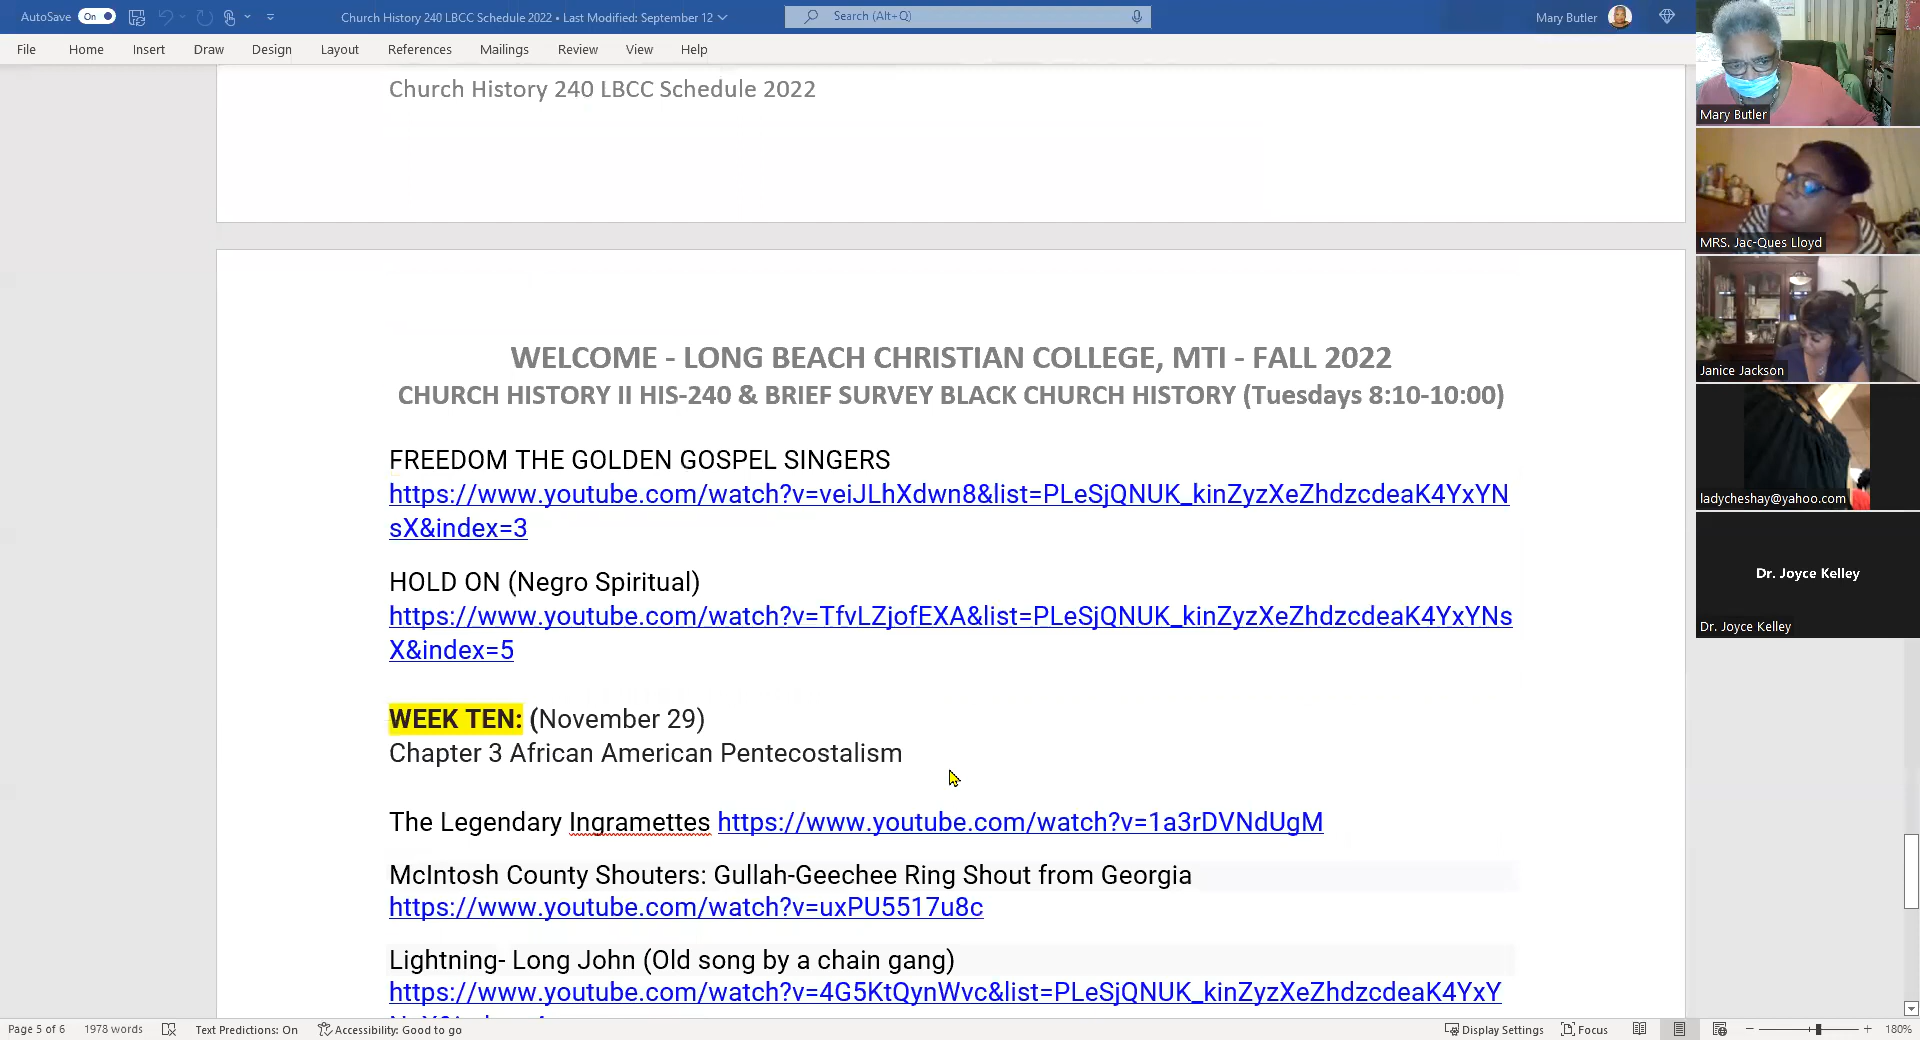 AutoSave On Church History 240 LBCC Schedule 2022 • Last Modified: September 12 Search (Alt+Q) Mary Butler
File Home Insert Draw Design Layout References Mailings Review View Help
Church History 240 LBCC Schedule 2022
WELCOME - LONG BEACH CHRISTIAN COLLEGE, MTI - FALL 2022
CHURCH HISTORY II HIS-240 & BRIEF SURVEY BLACK CHURCH HISTORY (Tuesdays 8:10-10:00)
FREEDOM THE GOLDEN GOSPEL SINGERS
https://www.youtube.com/watch?v=veiJLhXdwn8&list=PLeSjQNUK_kinZyzXeZhdzcdeaK4YxYN
sX&index=3
HOLD ON (Negro Spiritual)
https://www.youtube.com/watch?v=TfvLZjofEXA&list=PLeSjQNUK_kinZyzXeZhdzcdeaK4YxYNs
X&index=5
WEEK TEN: (November 29)
Chapter 3 African American Pentecostalism
The Legendary Ingramettes https://www.youtube.com/watch?v=1a3rDVNdUgM
McIntosh County Shouters: Gullah-Geechee Ring Shout from Georgia
https://www.youtube.com/watch?v=uxPU5517u8c
Lightning- Long John (Old song by a chain gang)
https://www.youtube.com/watch?v=4G5KtQynWvc&list=PLeSjQNUK_kinZyzXeZhdzcdeaK4YxY
Page 5 of 6 1978 words Text Predictions: On Accessibility: Good to go Display Settings Focus 180%
Mary Butler
MRS. Jac-Ques Lloyd
Janice Jackson
ladycheshay@yahoo.com
Dr. Joyce Kelley
Dr. Joyce Kelley